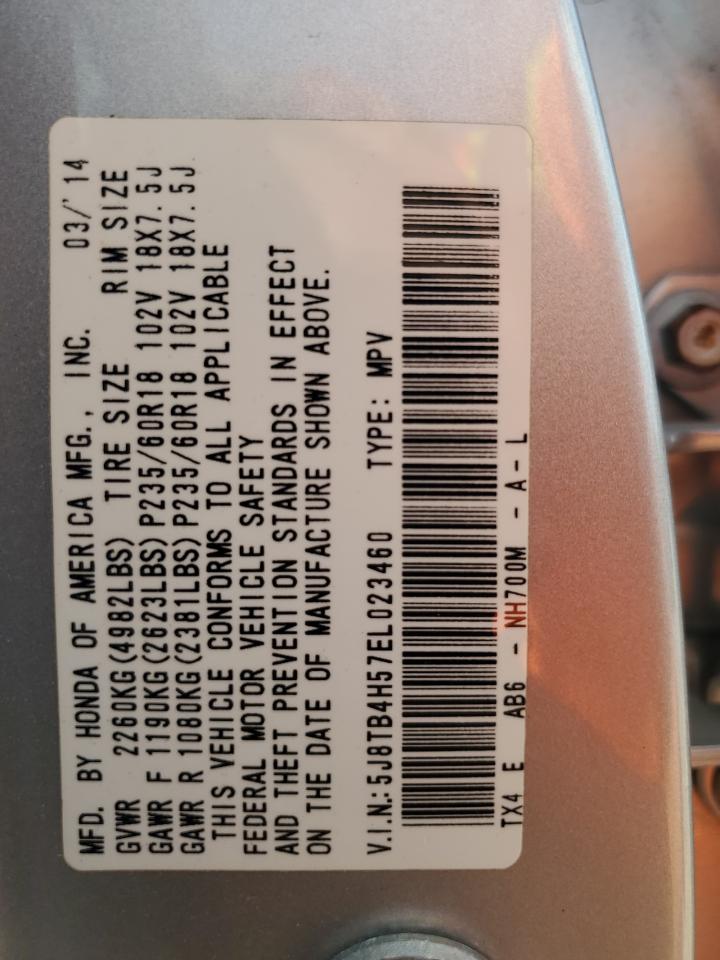 MFD. BY HONDA OF AMERICA MFG., INC. 03/'14
GVWR 2260KG(4982LBS) TIRE SIZE RIM SIZE
GAWR F 1190KG(2623LBS)P235/60R18 102V 18X7.5J
GAWR R 1080KG(2381LBS)P235/60R18 102V 18X7.5J
THIS VEHICLE CONFORMS TO ALL APPLICABLE
FEDERAL MOTOR VEHICLE SAFETY
AND THEFT PREVENTION STANDARDS IN EFFECT
ON THE DATE OF MANUFACTURE SHOWN ABOVE.
V.I.N.:5J8TB4H57EL023460 TYPE: MPV
TX4 E AB6 - NH700M - A-L